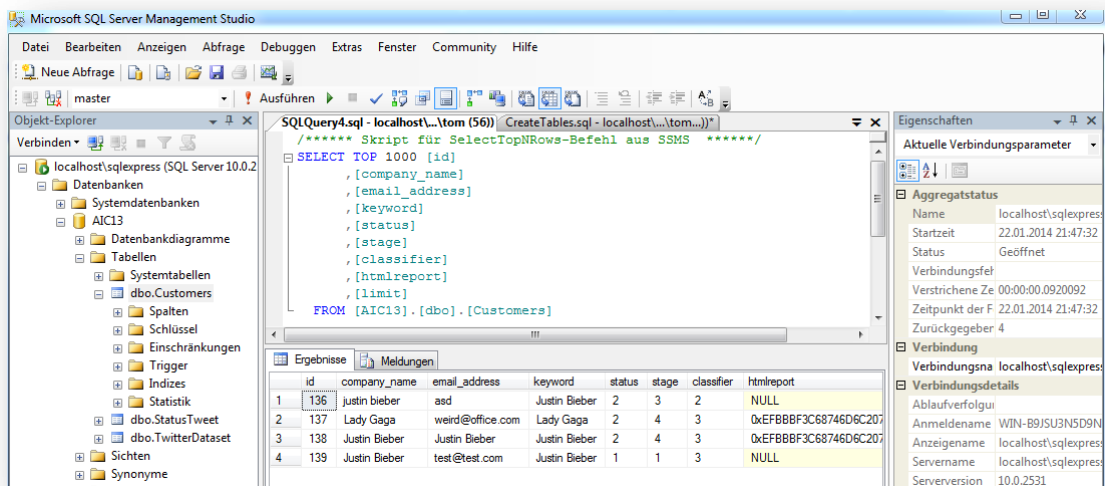 Microsoft SQL Server Management Studio
Datei Bearbeiten Anzeigen Abfrage Debuggen Extras Fenster Community Hilfe
Neue Abfrage
master
Ausführen
Objekt-Explorer
Verbinden
localhost\sqlexpress (SQL Server 10.0.2
Datenbanken
Systemdatenbanken
AIC13
Datenbankdiagramme
Tabellen
Systemtabellen
dbo.Customers
Spalten
Schlüssel
Einschränkungen
Trigger
Indizes
Statistik
dbo.StatusTweet
dbo.TwitterDataset
Sichten
Synonyme
SQLQuery4.sql - localhost\...\tom (56)) CreateTables.sql - localhost\...\tom...))*
/****** Skript für SelectTopNRows-Befehl aus SSMS ******/
SELECT TOP 1000 [id]
,[company_name]
,[email_address]
,[keyword]
,[status]
,[stage]
,[classifier]
,[htmlreport]
,[limit]
FROM [AIC13].[dbo].[Customers]
Ergebnisse Meldungen
id company_name email_address keyword status stage classifier htmlreport
1 136 justin bieber asd Justin Bieber 2 3 2 NULL
2 137 Lady Gaga weird@office.com Lady Gaga 2 4 3 0xEFBBBF3C68746D6C207
3 138 Justin Bieber Justin Bieber Justin Bieber 2 4 3 0xEFBBBF3C68746D6C207
4 139 Justin Bieber test@test.com Justin Bieber 1 1 3 NULL
Eigenschaften
Aktuelle Verbindungsparameter
Aggregatstatus
Name localhost\sqlexpress
Startzeit 22.01.2014 21:47:32
Status Geöffnet
Verbindungsfeh
Verstrichene Ze 00:00:00.0920092
Zeitpunkt der F 22.01.2014 21:47:32
Zurückgegeber 4
Verbindung
Verbindungsna localhost\sqlexpress
Verbindungsdetails
Ablaufverfolgu
Anmeldename WIN-B9JSU3N5D9N
Anzeigename localhost\sqlexpress
Servername localhost\sqlexpress
Serverversion 10.0.2531